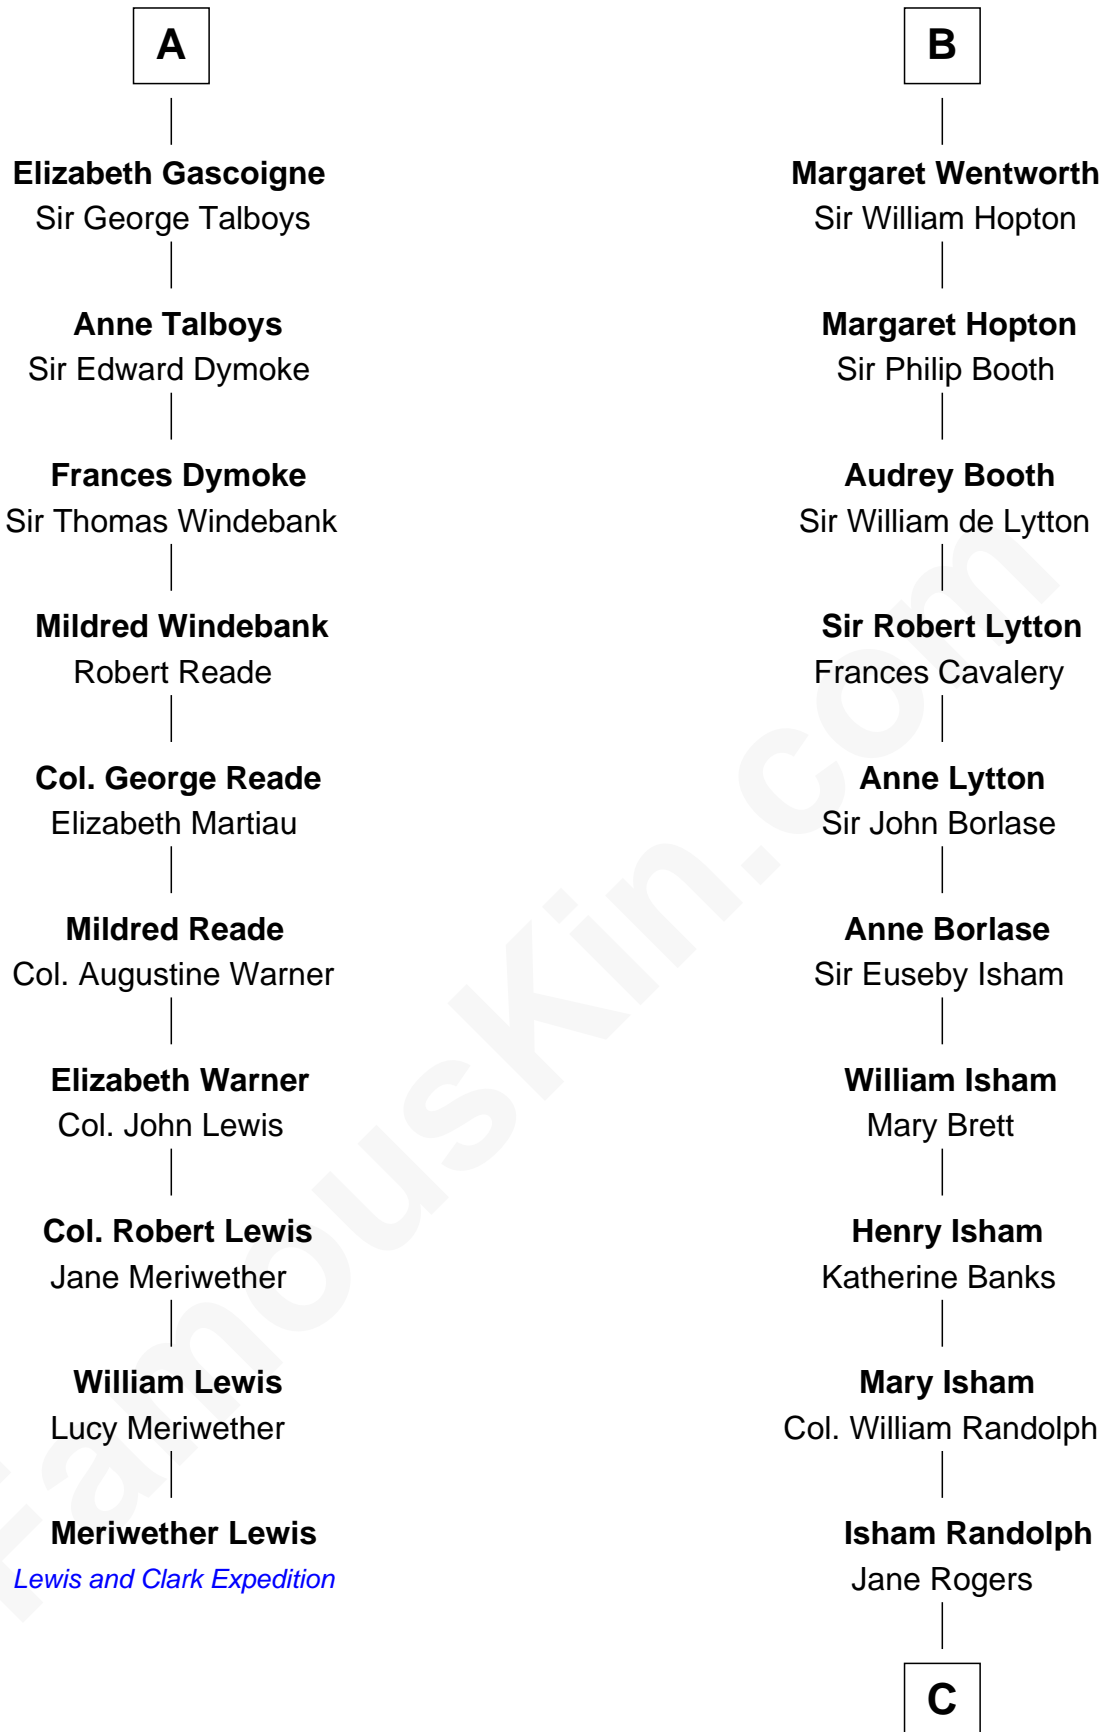 A
Elizabeth Gascoigne
Sir George Talboys
Anne Talboys
Sir Edward Dymoke
Frances Dymoke
Sir Thomas Windebank
Mildred Windebank
Robert Reade
Col. George Reade
Elizabeth Martiau
Mildred Reade
Col. Augustine Warner
Elizabeth Warner
Col. John Lewis
Col. Robert Lewis
Jane Meriwether
William Lewis
Lucy Meriwether
Meriwether Lewis
Lewis and Clark Expedition
B
Margaret Wentworth
Sir William Hopton
Margaret Hopton
Sir Philip Booth
Audrey Booth
Sir William de Lytton
Sir Robert Lytton
Frances Cavalery
Anne Lytton
Sir John Borlase
Anne Borlase
Sir Euseby Isham
William Isham
Mary Brett
Henry Isham
Katherine Banks
Mary Isham
Col. William Randolph
Isham Randolph
Jane Rogers
C
FamousKin.com